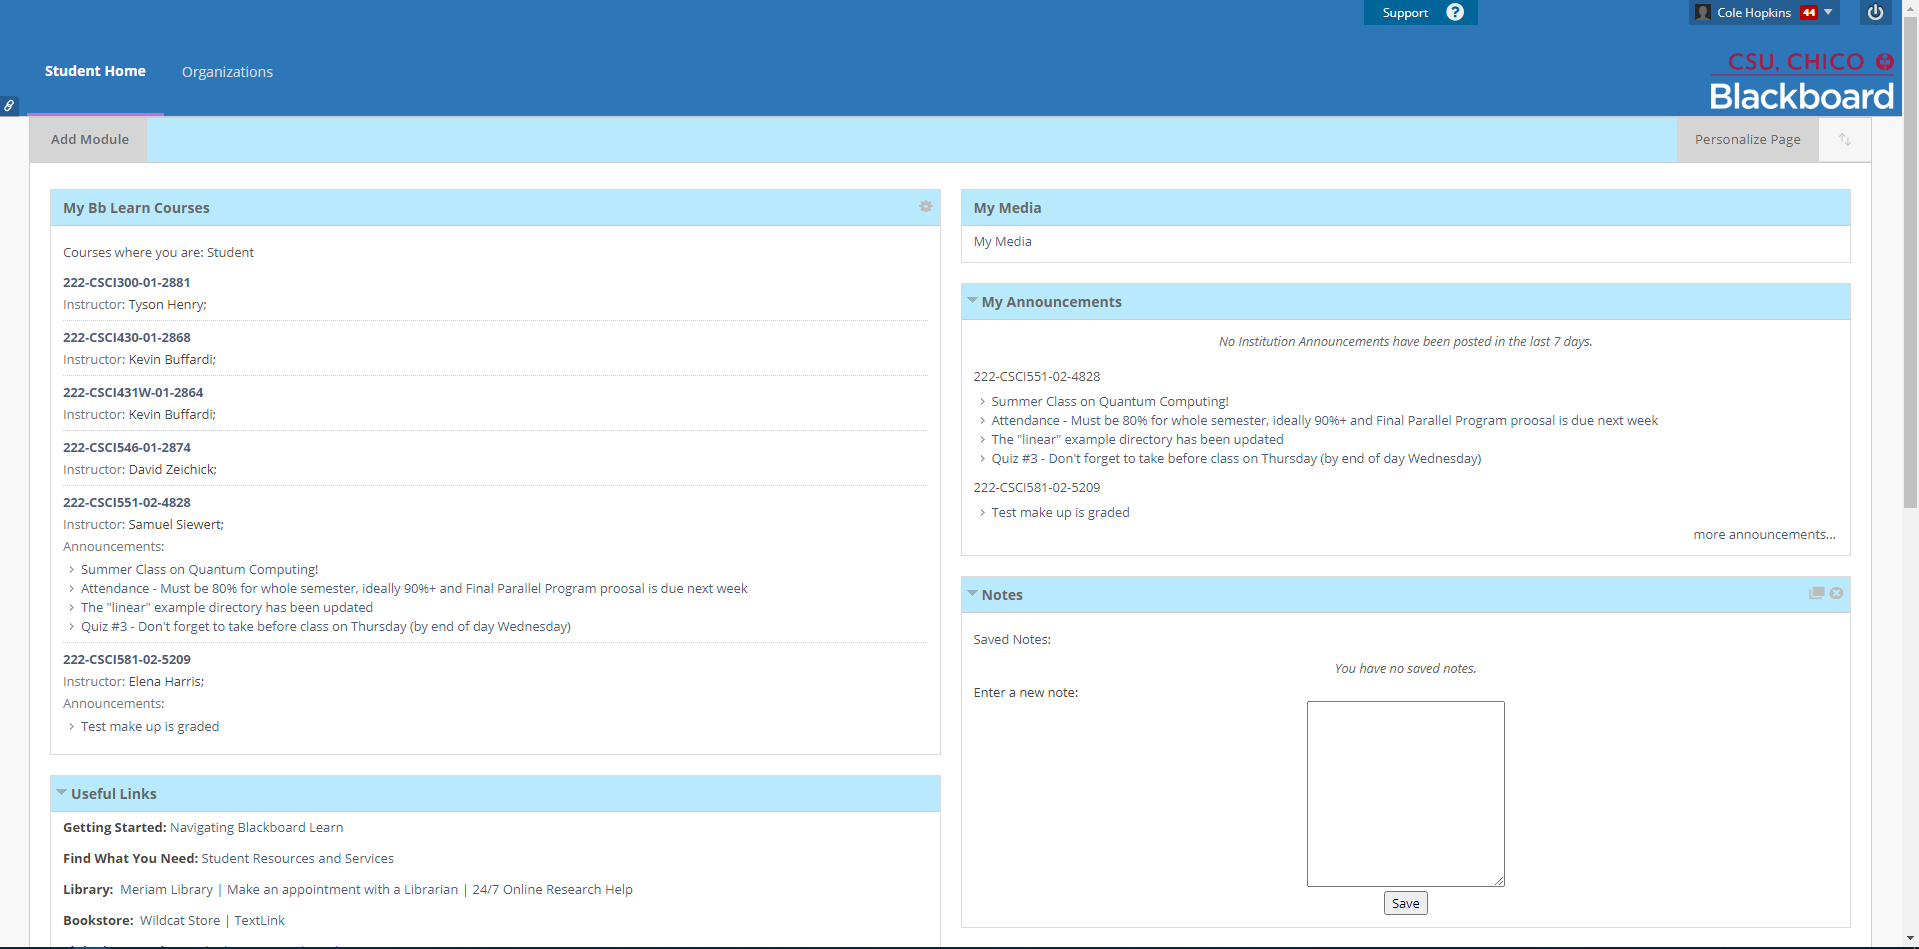 Support ?
Cole Hopkins 44
Student Home Organizations
CSU, CHICO
Blackboard
Add Module
Personalize Page
My Bb Learn Courses
Courses where you are: Student
222-CSCI300-01-2881
Instructor: Tyson Henry;
222-CSCI430-01-2868
Instructor: Kevin Buffardi;
222-CSCI431W-01-2864
Instructor: Kevin Buffardi;
222-CSCI546-01-2874
Instructor: David Zeichick;
222-CSCI551-02-4828
Instructor: Samuel Siewert;
Announcements:
Summer Class on Quantum Computing!
Attendance - Must be 80% for whole semester, ideally 90%+ and Final Parallel Program proosal is due next week
The "linear" example directory has been updated
Quiz #3 - Don't forget to take before class on Thursday (by end of day Wednesday)
222-CSCI581-02-5209
Instructor: Elena Harris;
Announcements:
Test make up is graded
Useful Links
Getting Started: Navigating Blackboard Learn
Find What You Need: Student Resources and Services
Library: Meriam Library | Make an appointment with a Librarian | 24/7 Online Research Help
Bookstore: Wildcat Store | TextLink
My Media
My Media
My Announcements
No Institution Announcements have been posted in the last 7 days.
222-CSCI551-02-4828
Summer Class on Quantum Computing!
Attendance - Must be 80% for whole semester, ideally 90%+ and Final Parallel Program proosal is due next week
The "linear" example directory has been updated
Quiz #3 - Don't forget to take before class on Thursday (by end of day Wednesday)
222-CSCI581-02-5209
Test make up is graded
more announcements...
Notes
Saved Notes:
You have no saved notes.
Enter a new note:
Save